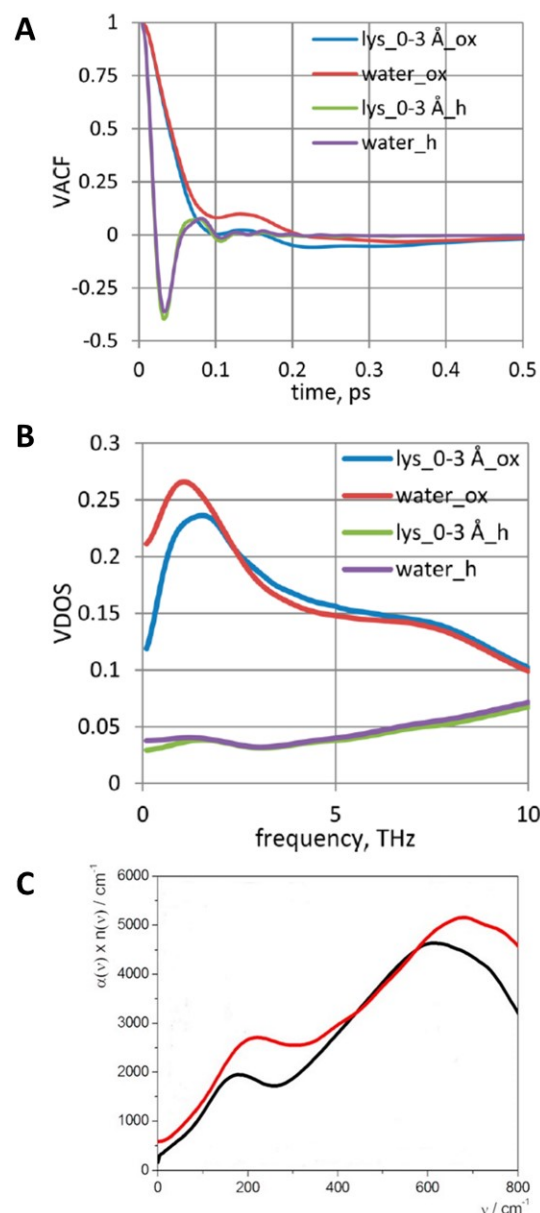 A
VACF
1
0.75
0.5
0.25
0
-0.25
-0.5
lys_0-3 Å_ox
water_ox
lys_0-3 Å_h
water_h
0 0.1 0.2 0.3 0.4 0.5
time, ps
B
VDOS
0.3
0.25
0.2
0.15
0.1
0.05
0
lys_0-3 Å_ox
water_ox
lys_0-3 Å_h
water_h
0 5 10
frequency, THz
C
α(ν) x n(ν) / cm⁻¹
6000
5000
4000
3000
2000
1000
0
0 200 400 600 800
ν / cm⁻¹